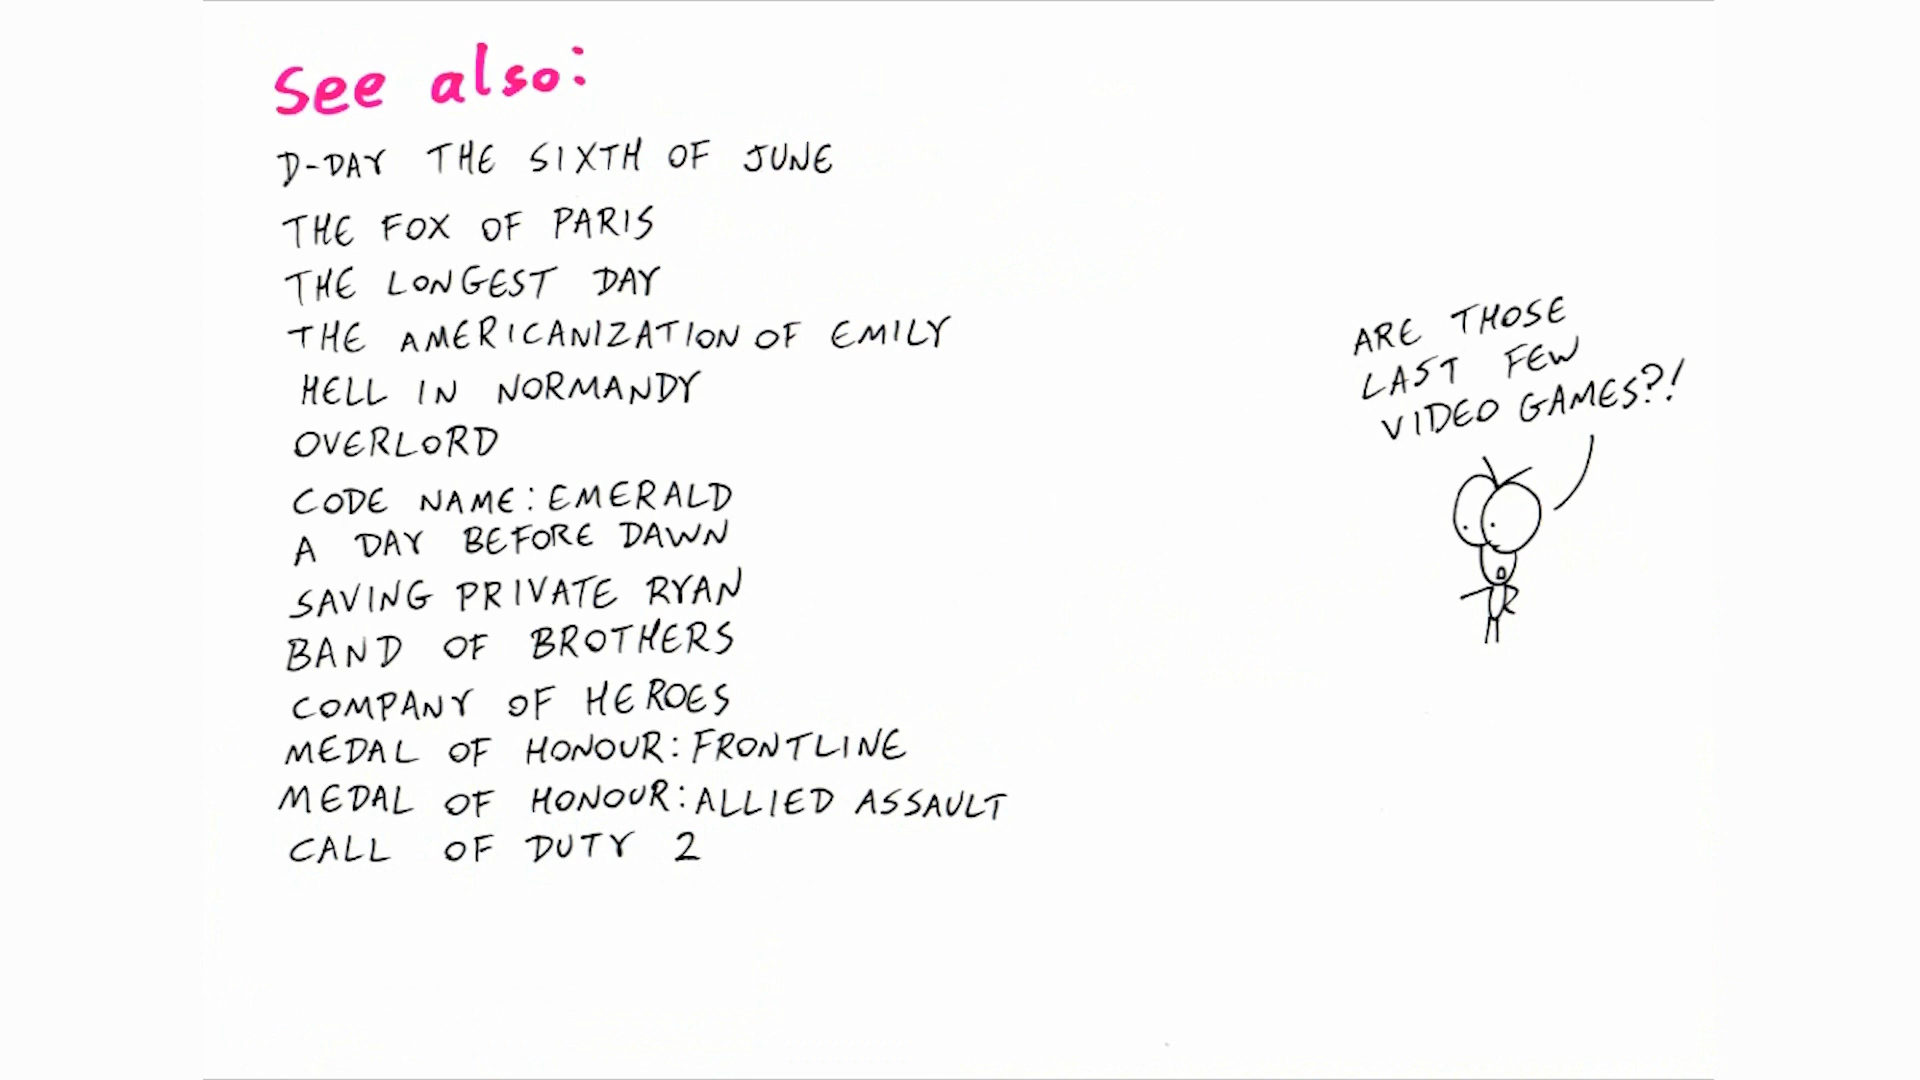 See also:
D-DAY THE SIXTH OF JUNE
THE FOX OF PARIS
THE LONGEST DAY
THE AMERICANIZATION OF EMILY
HELL IN NORMANDY
OVERLORD
CODE NAME: EMERALD
A DAY BEFORE DAWN
SAVING PRIVATE RYAN
BAND OF BROTHERS
COMPANY OF HEROES
MEDAL OF HONOUR: FRONTLINE
MEDAL OF HONOUR: ALLIED ASSAULT
CALL OF DUTY 2
ARE THOSE
LAST FEW
VIDEO GAMES?!